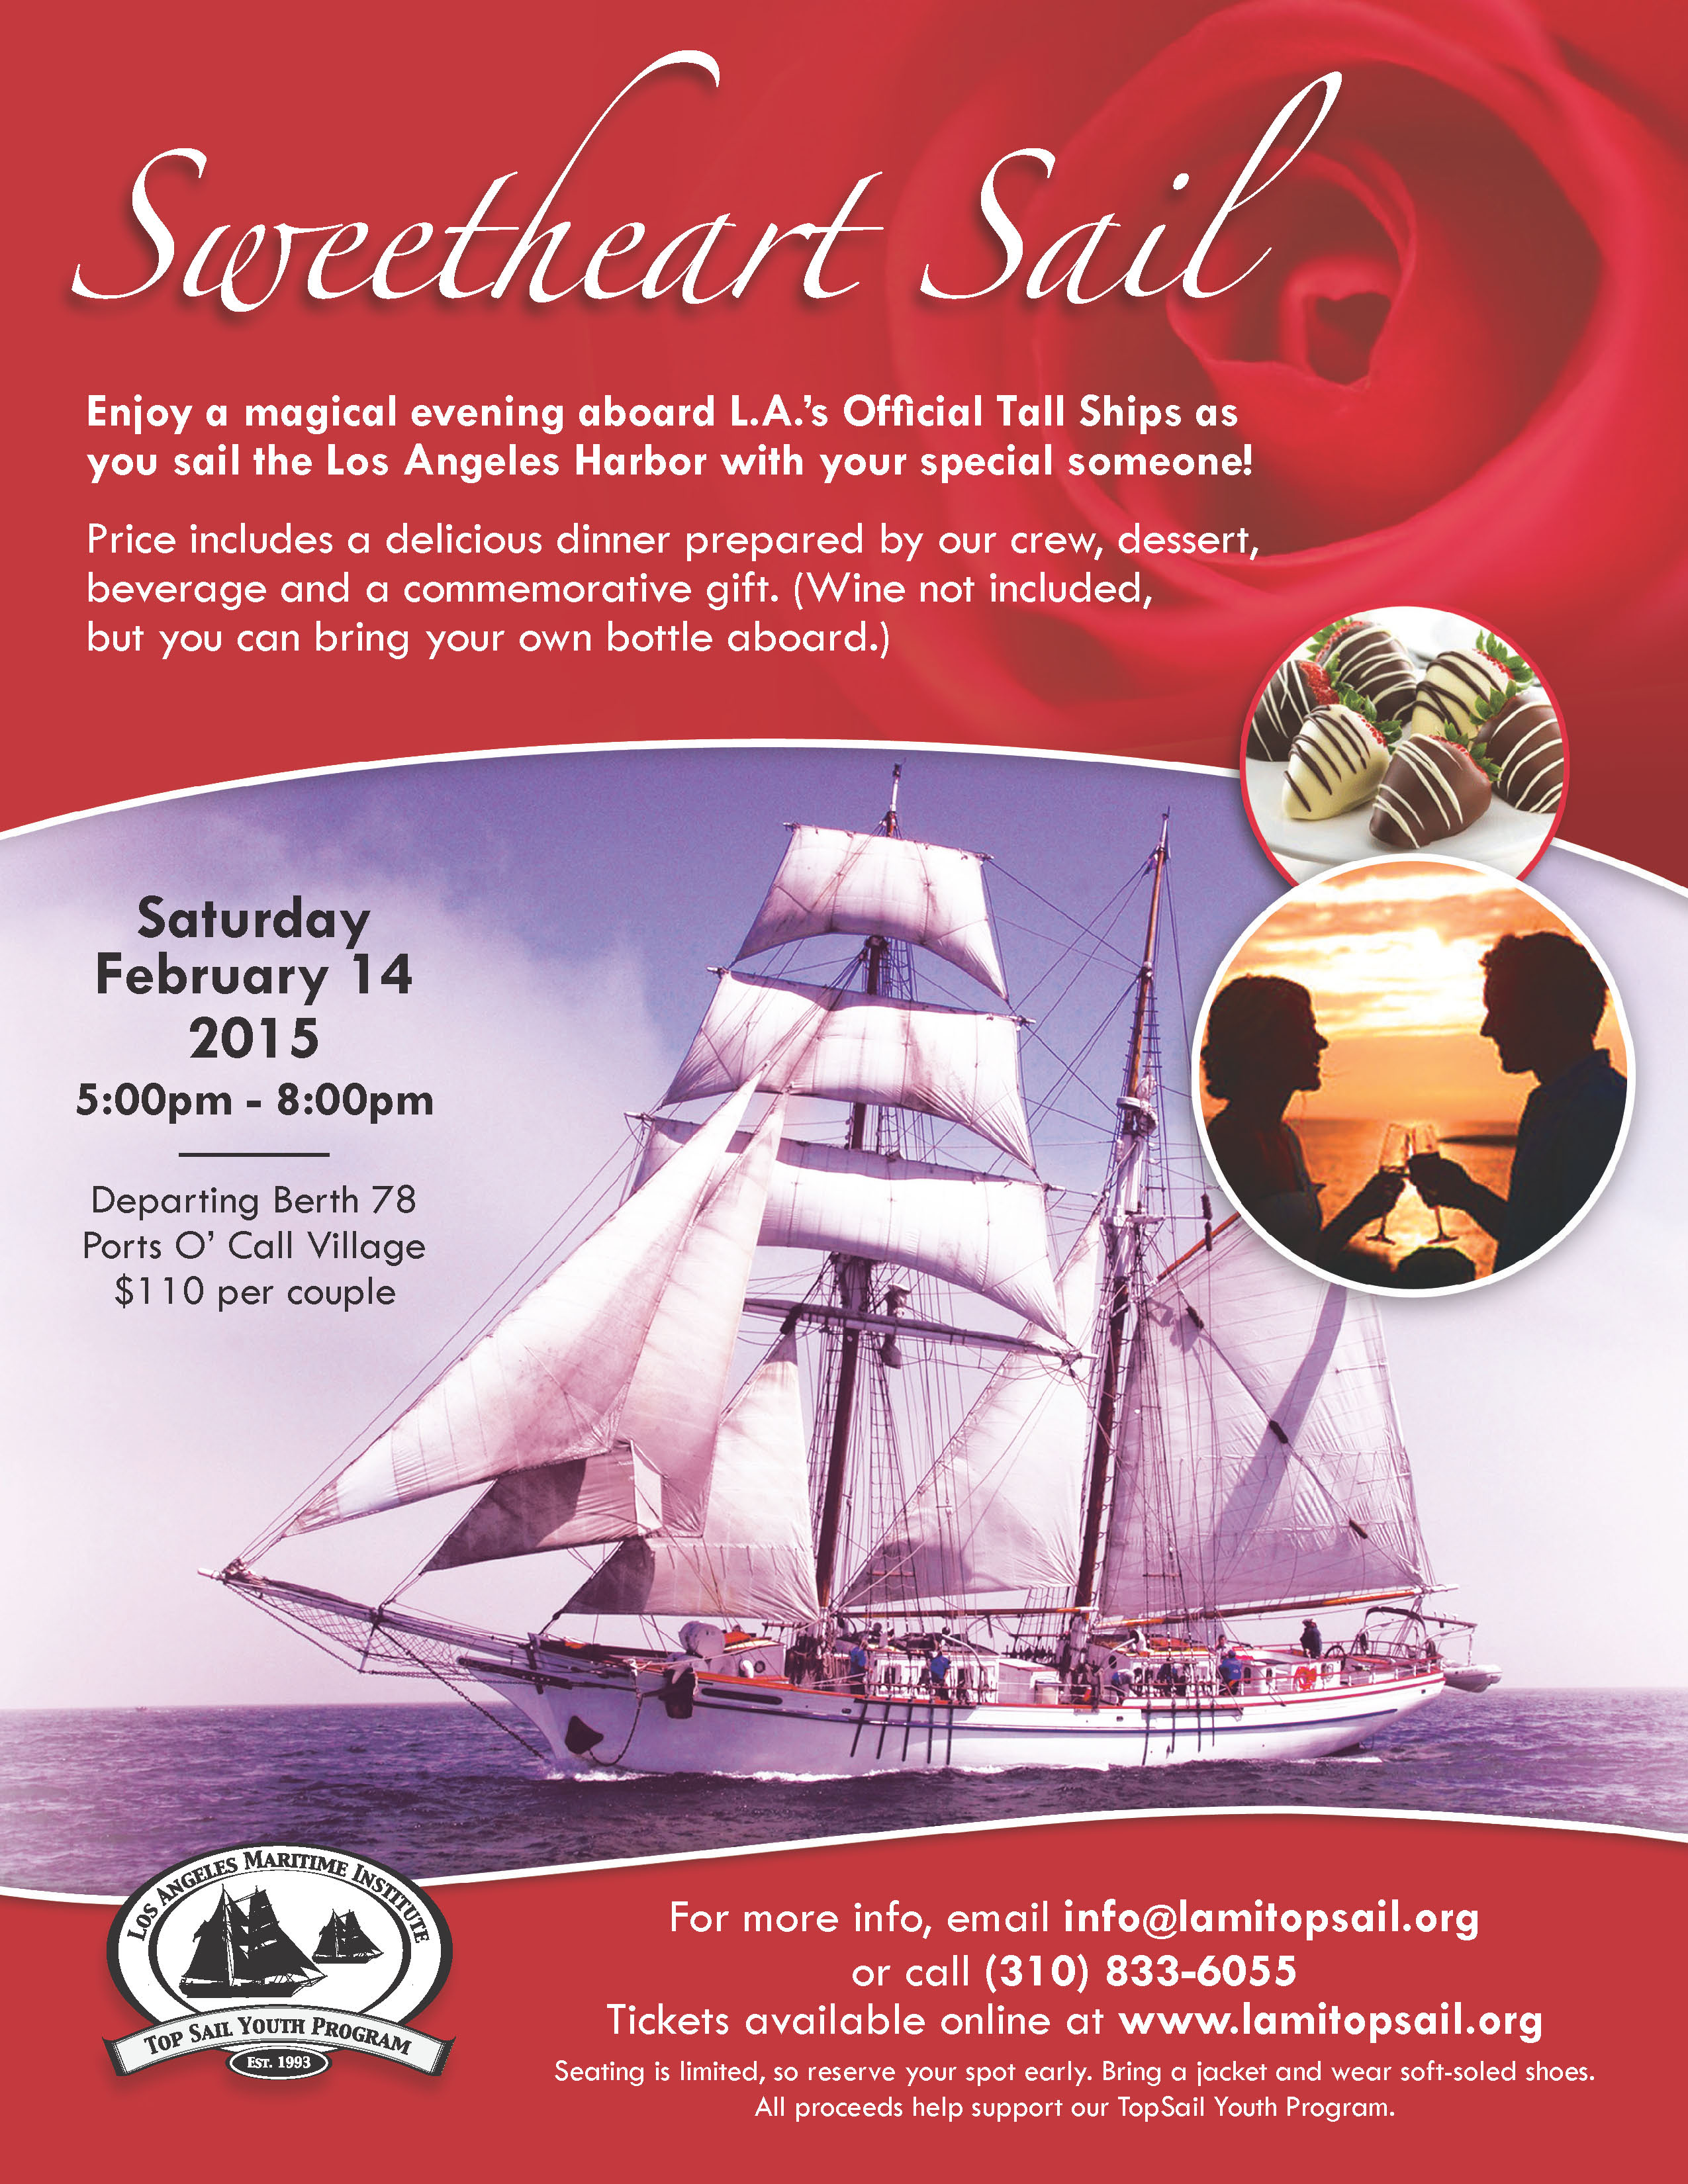 Sweetheart Sail
Enjoy a magical evening aboard L.A.'s Official Tall Ships as
you sail the Los Angeles Harbor with your special someone!
Price includes a delicious dinner prepared by our crew, dessert,
beverage and a commemorative gift. (Wine not included,
but you can bring your own bottle aboard.)
Saturday
February 14
2015
5:00pm - 8:00pm
Departing Berth 78
Ports O' Call Village
$110 per couple
Los Angeles Maritime Institute
Top Sail Youth Program
Est. 1993
For more info, email info@lamitopsail.org
or call (310) 833-6055
Tickets available online at www.lamitopsail.org
Seating is limited, so reserve your spot early. Bring a jacket and wear soft-soled shoes.
All proceeds help support our TopSail Youth Program.